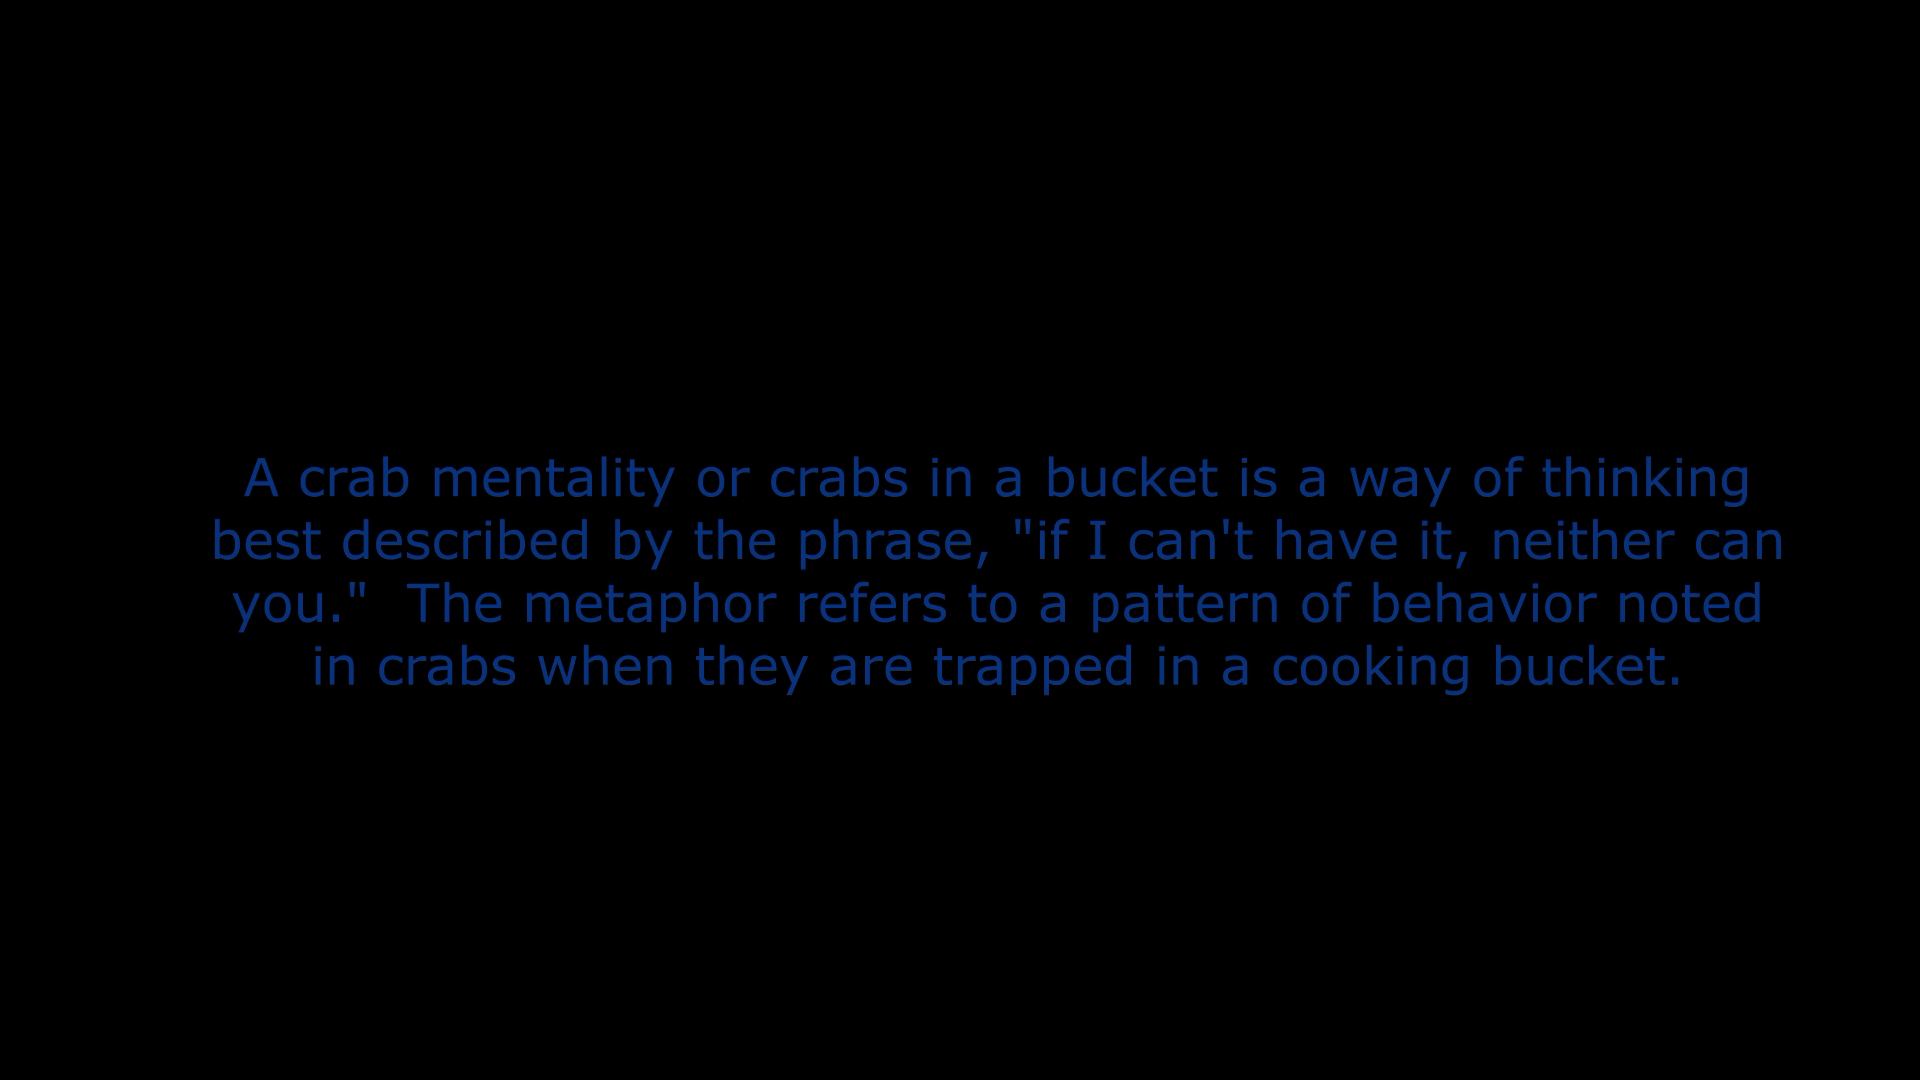 A crab mentality or crabs in a bucket is a way of thinking
best described by the phrase, "if I can't have it, neither can
you."  The metaphor refers to a pattern of behavior noted
in crabs when they are trapped in a cooking bucket.